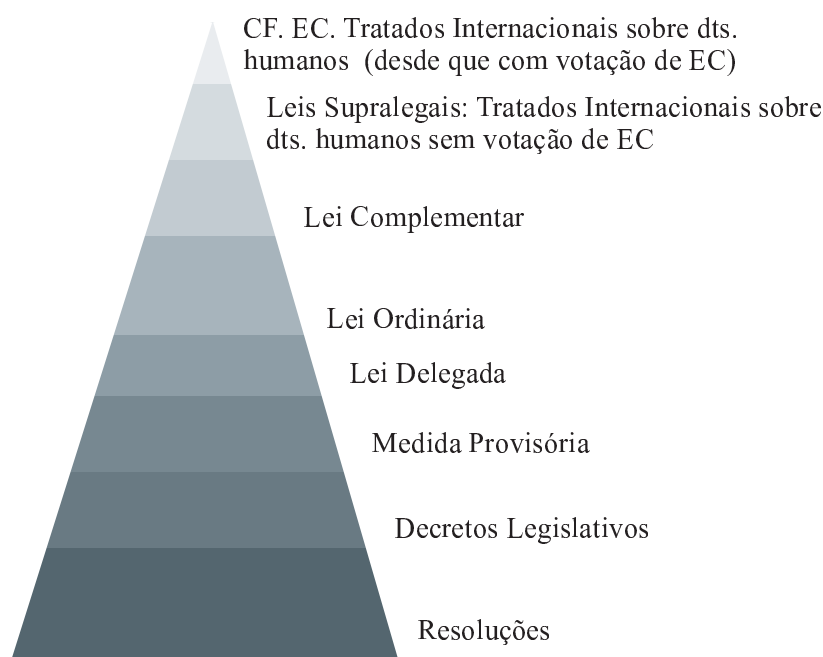 CF. EC. Tratados Internacionais sobre dts.
humanos (desde que com votação de EC)
Leis Supralegais: Tratados Internacionais sobre
dts. humanos sem votação de EC
Lei Complementar
Lei Ordinária
Lei Delegada
Medida Provisória
Decretos Legislativos
Resoluções